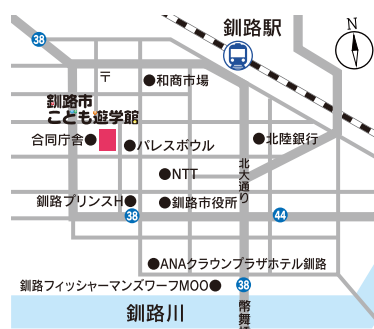 釧路駅
N
38
〒
和商市場
釧路市
こども遊学館
合同庁舎
パレスボウル
北陸銀行
NTT
北大通り
釧路プリンスH
釧路市役所
38
44
ANAクラウンプラザホテル釧路
釧路フィッシャーマンズワーフMOO
38
釧路川